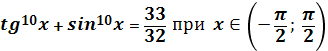 tg¹⁰x + sin¹⁰x = 33/32 при x ∈ (−π/2; π/2)